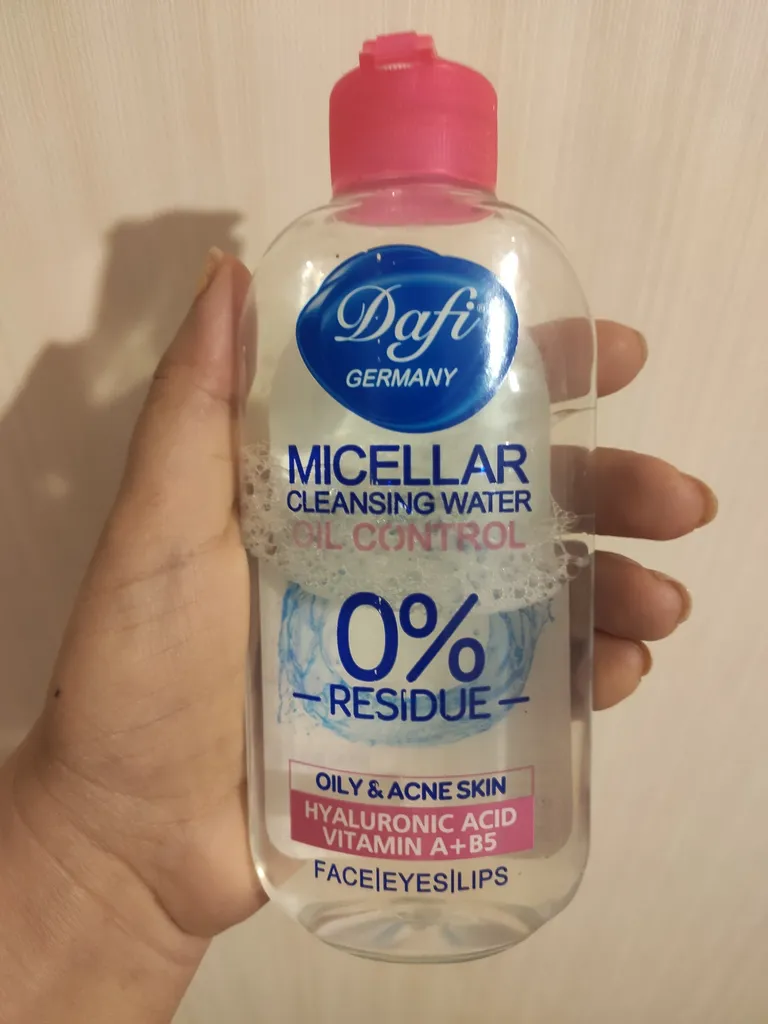 Dafi
GERMANY
MICELLAR
CLEANSING WATER
OIL CONTROL
0%
RESIDUE
OILY & ACNE SKIN
HYALURONIC ACID
VITAMIN A+B5
FACE|EYES|LIPS